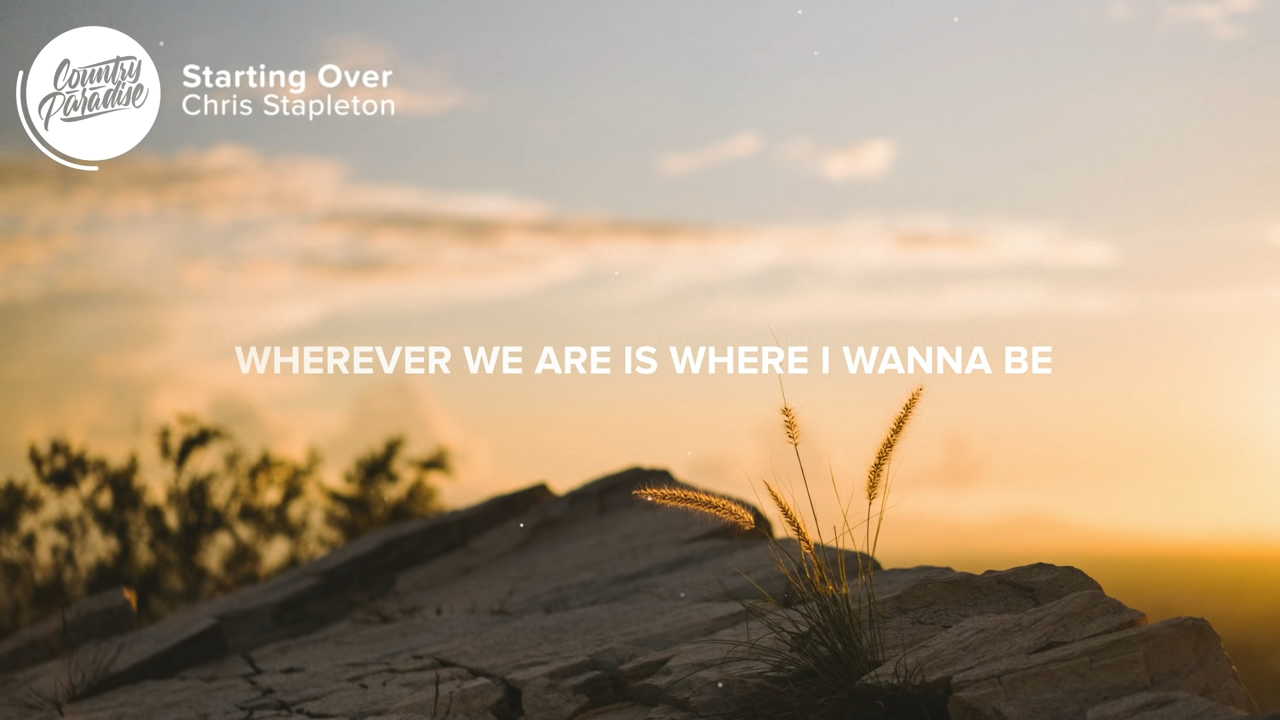 Country
Paradise
Starting Over
Chris Stapleton
WHEREVER WE ARE IS WHERE I WANNA BE